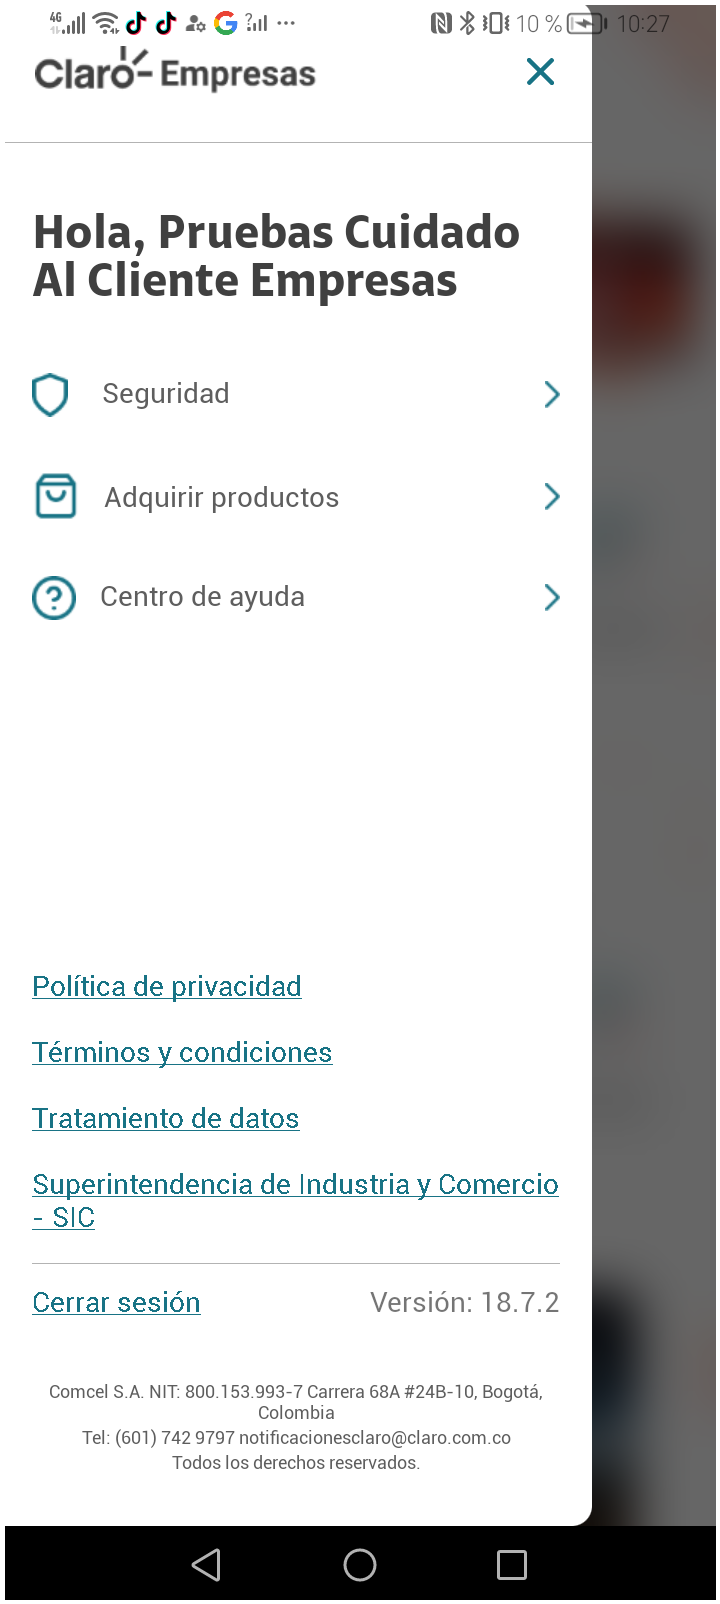 4G ? ... 10 % 10:27
Claro- Empresas
Hola, Pruebas Cuidado
Al Cliente Empresas
Seguridad
Adquirir productos
Centro de ayuda
Política de privacidad
Términos y condiciones
Tratamiento de datos
Superintendencia de Industria y Comercio
- SIC
Cerrar sesión Versión: 18.7.2
Comcel S.A. NIT: 800.153.993-7 Carrera 68A #24B-10, Bogotá,
Colombia
Tel: (601) 742 9797 notificacionesclaro@claro.com.co
Todos los derechos reservados.